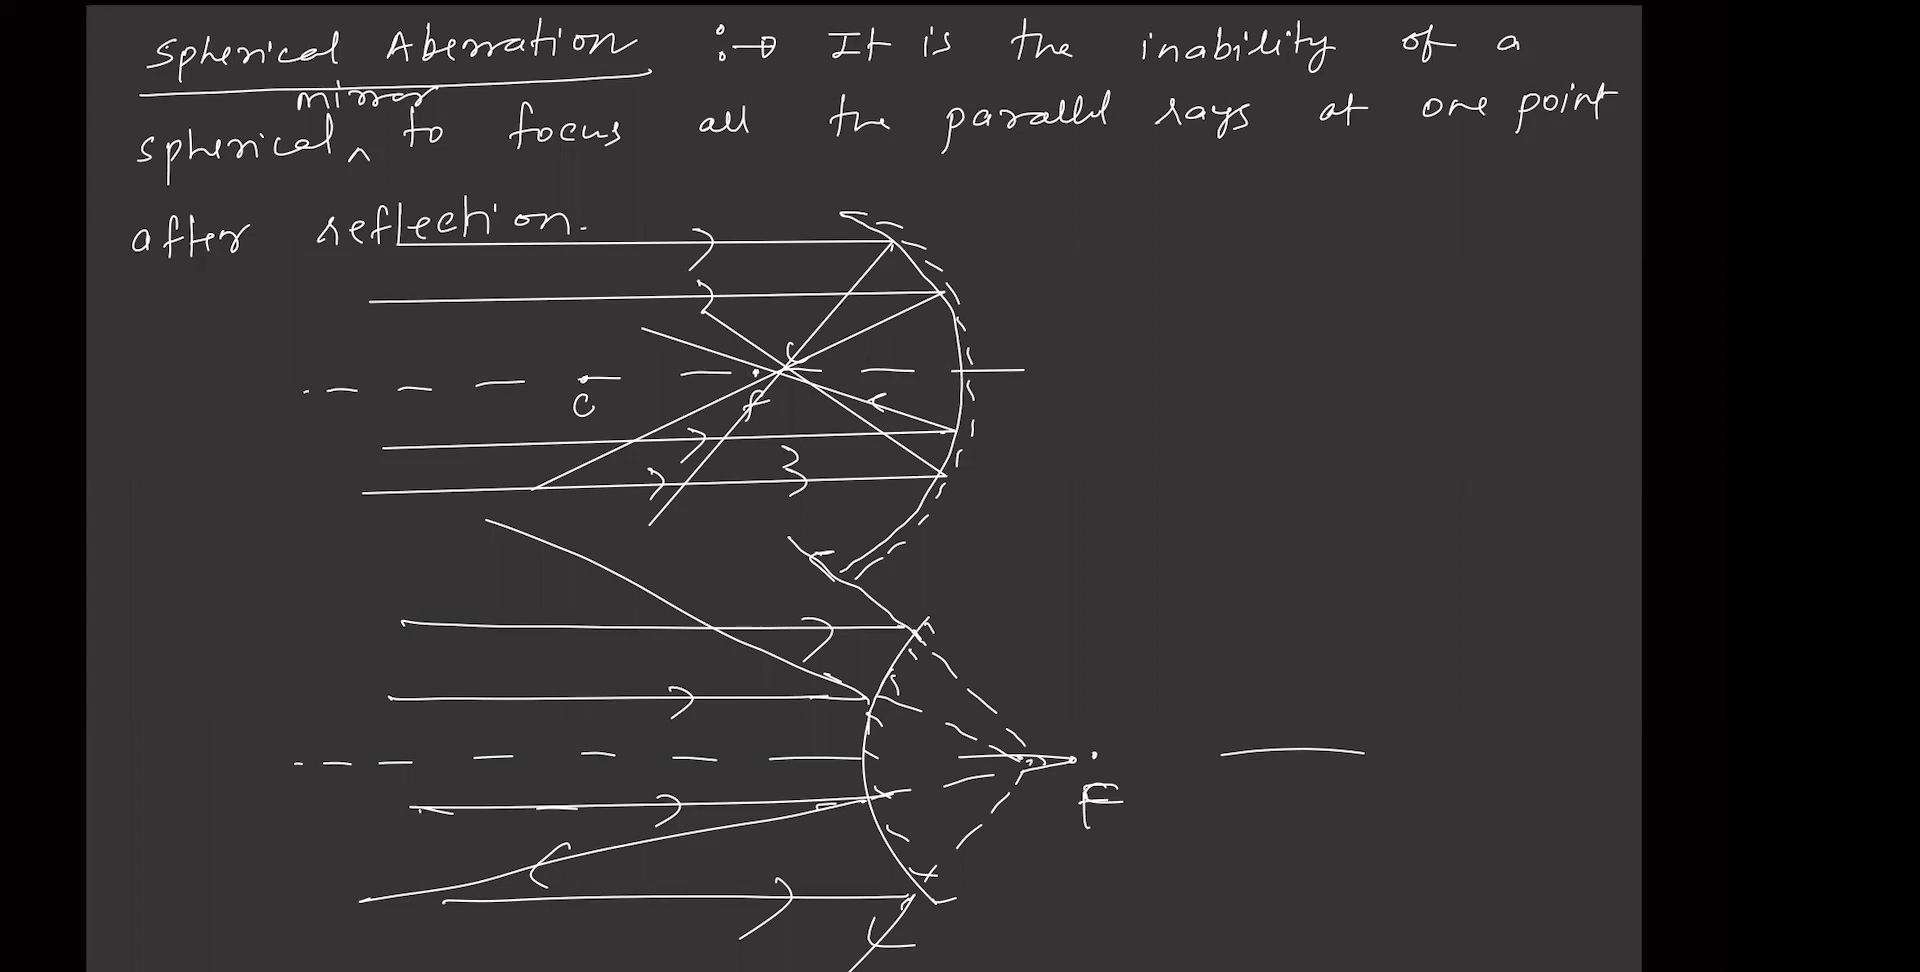 Spherical Aberration :→ It is the inability of a
spherical mirror to focus all the parallel rays at one point
after reflection.
C
f
F